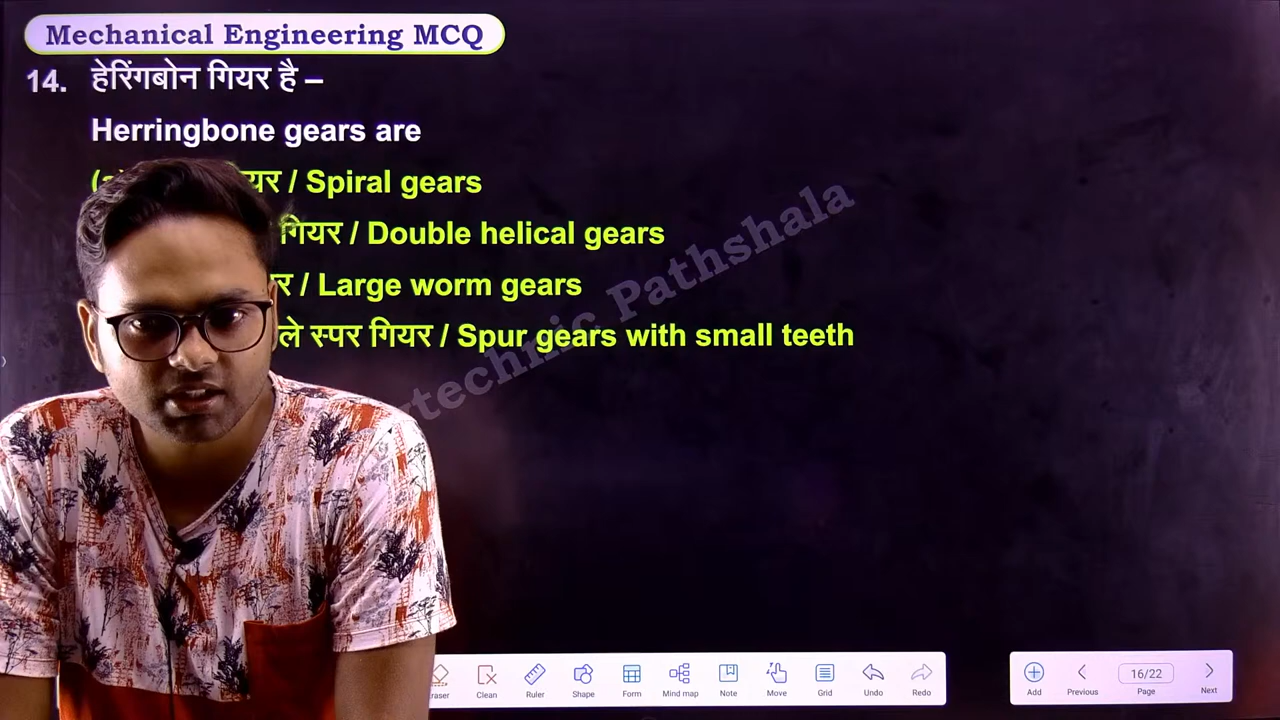 Mechanical Engineering MCQ
14. हेरिंगबोन गियर है –
Herringbone gears are
/ Spiral gears
गियर / Double helical gears
/ Large worm gears
स्पर गियर / Spur gears with small teeth
Pathshala
Clean
Ruler
Shape
Form
Mind map
Note
Move
Grid
Undo
Redo
Add
Previous
16/22
Page
Next